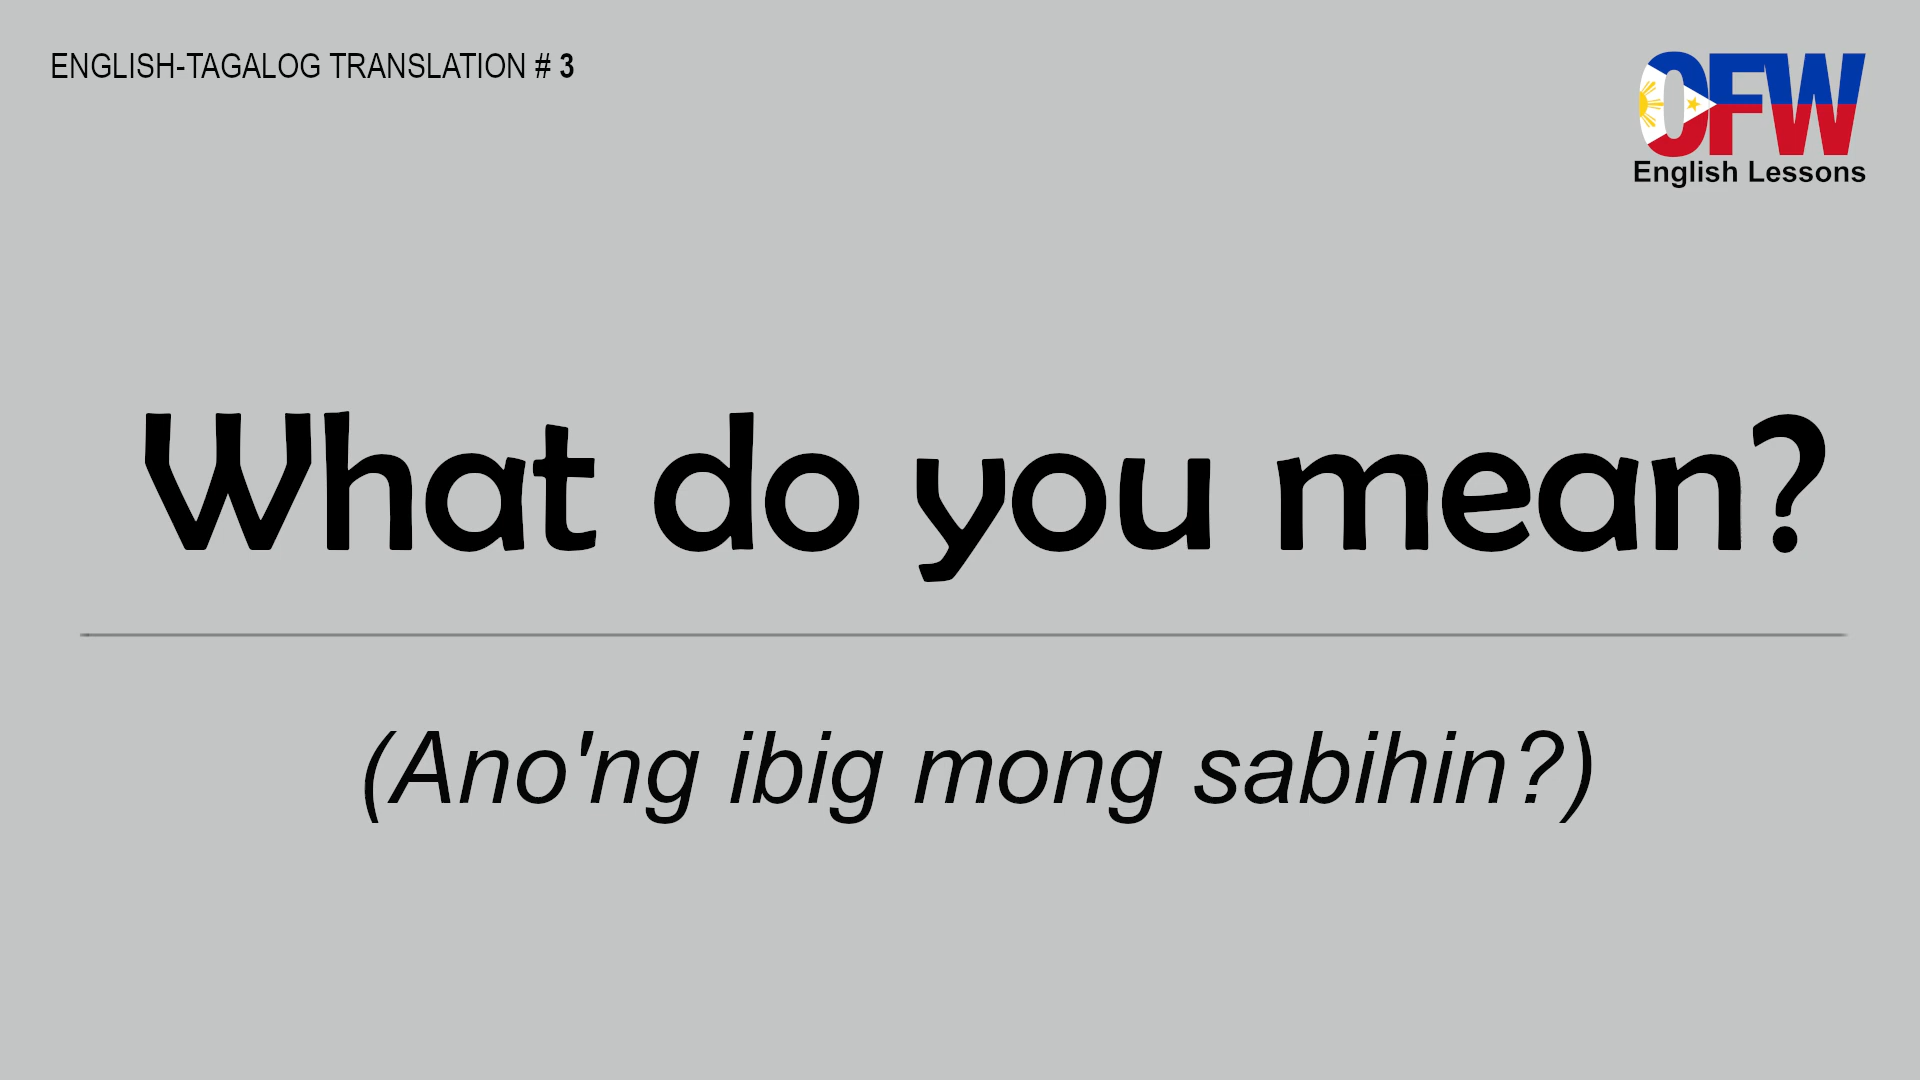 ENGLISH-TAGALOG TRANSLATION # 3
OFW
English Lessons
What do you mean?
(Ano'ng ibig mong sabihin?)